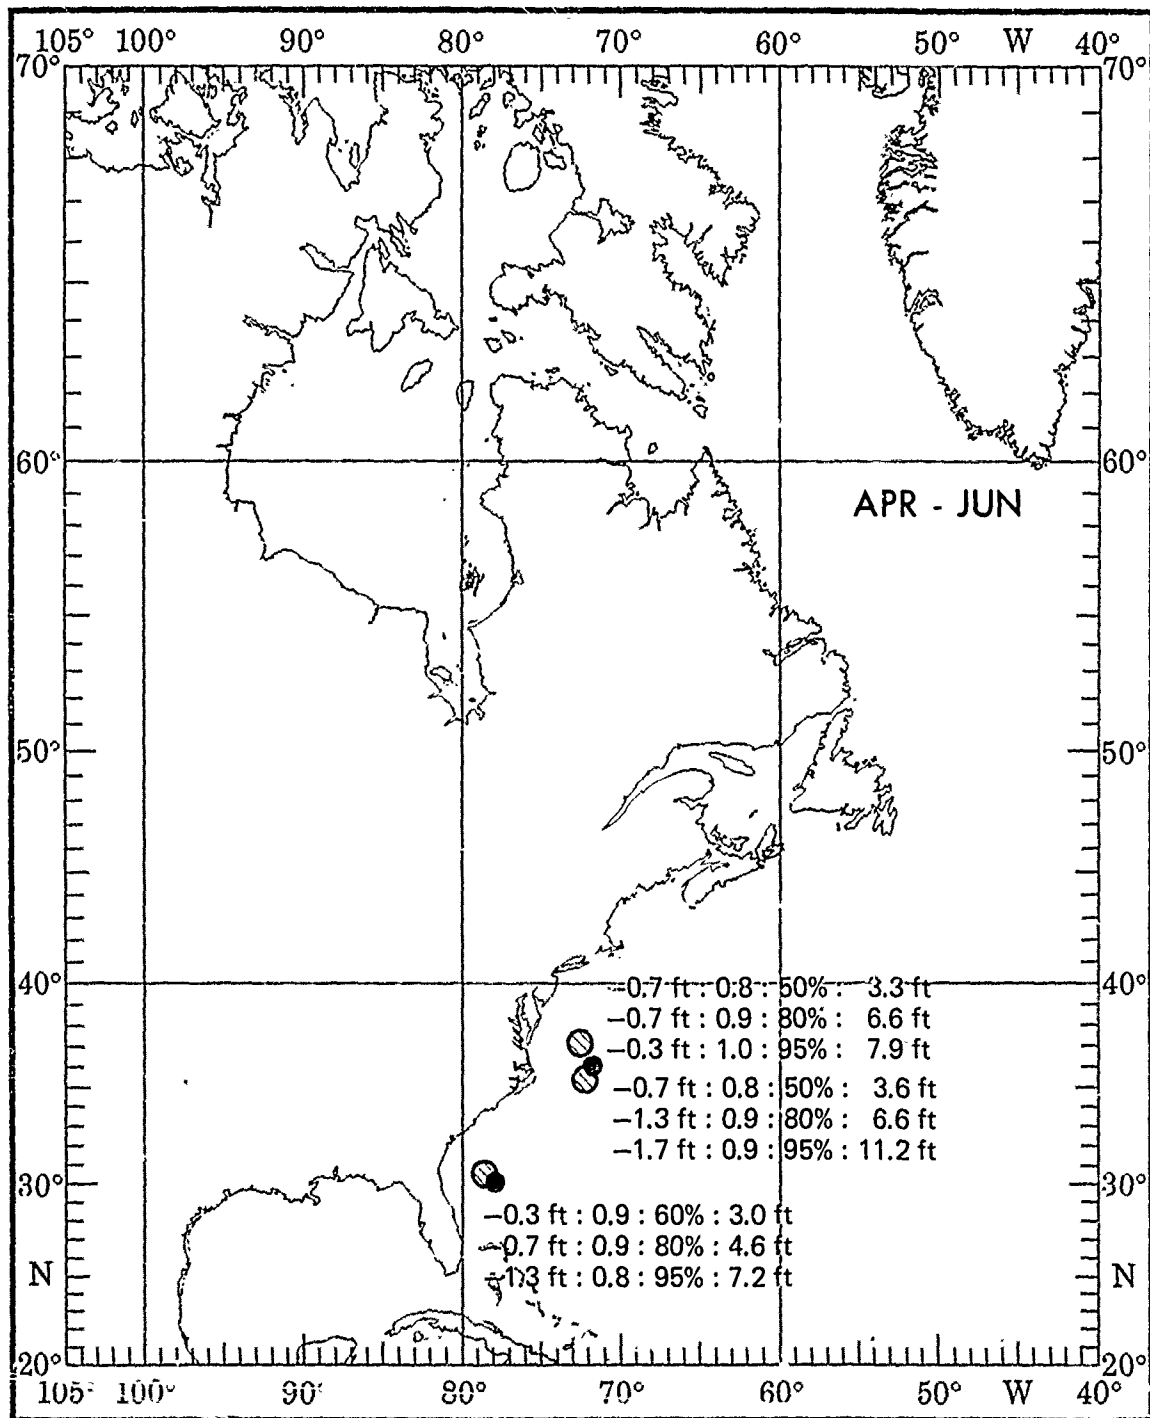 105° 100° 90° 80° 70° 60° 50° W 40°
70° 70°
60° 60°
APR - JUN
50° 50°
40° 40°
−0.7 ft : 0.8 : 50% : 3.3 ft
−0.7 ft : 0.9 : 80% : 6.6 ft
−0.3 ft : 1.0 : 95% : 7.9 ft
−0.7 ft : 0.8 : 50% : 3.6 ft
−1.3 ft : 0.9 : 80% : 6.6 ft
−1.7 ft : 0.9 : 95% : 11.2 ft
30° 30°
−0.3 ft : 0.9 : 60% : 3.0 ft
−0.7 ft : 0.9 : 80% : 4.6 ft
−1.3 ft : 0.8 : 95% : 7.2 ft
N N
20° 20°
105° 100° 90° 80° 70° 60° 50° W 40°